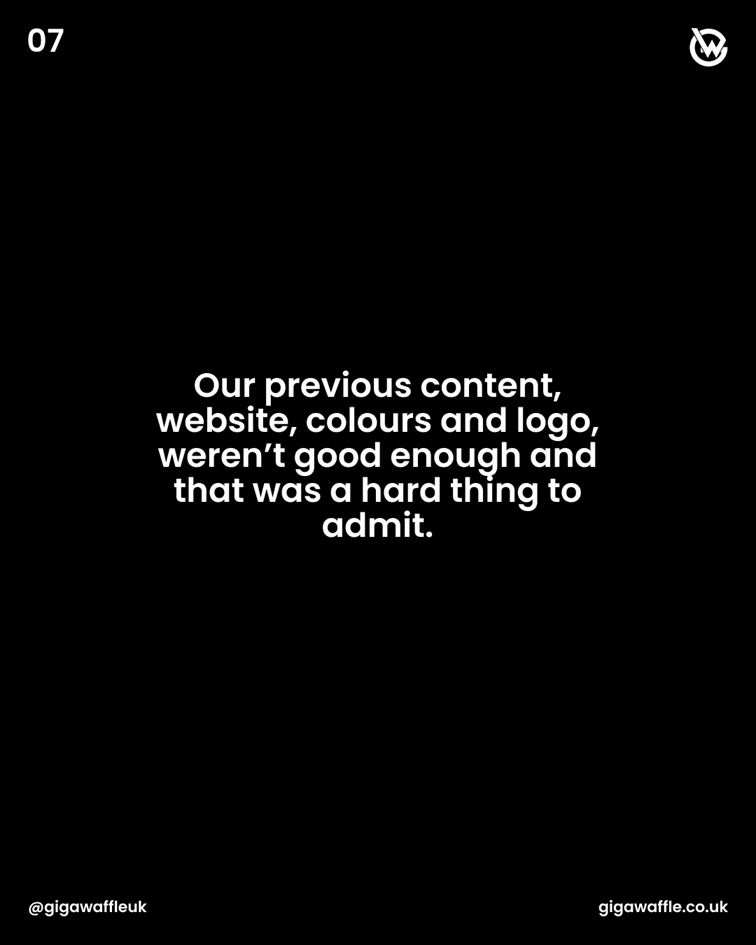 07
Our previous content,
website, colours and logo,
weren’t good enough and
that was a hard thing to
admit.
@gigawaffleuk
gigawaffle.co.uk